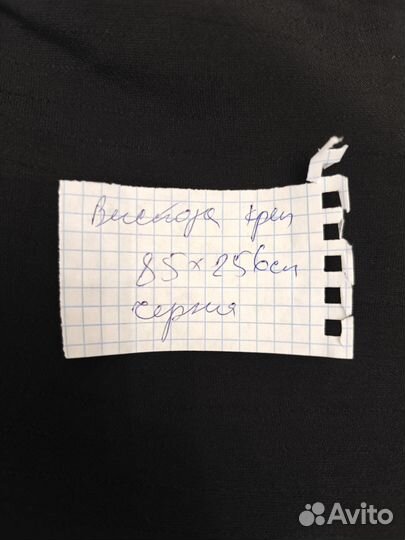 Вискоза креп
85×256см
черная
Avito